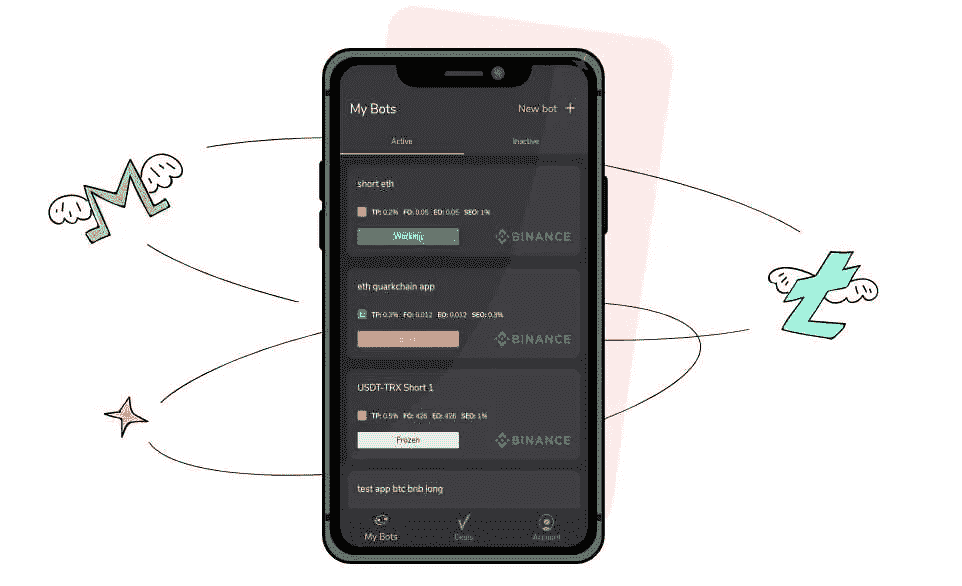 My Bots
New bot +
Active
Inactive
short eth
TP: 0.2% FO: 0.05 EO: 0.05 SEO: 1%
Working
BINANCE
eth quarkchain app
TP: 0.3% FO: 0.012 EO: 0.012 SEO: 0.3%
BINANCE
USDT-TRX Short 1
TP: 0.5% FO: 426 EO: 426 SEO: 1%
Frozen
BINANCE
test app btc bnb long
My Bots
Deals
Account